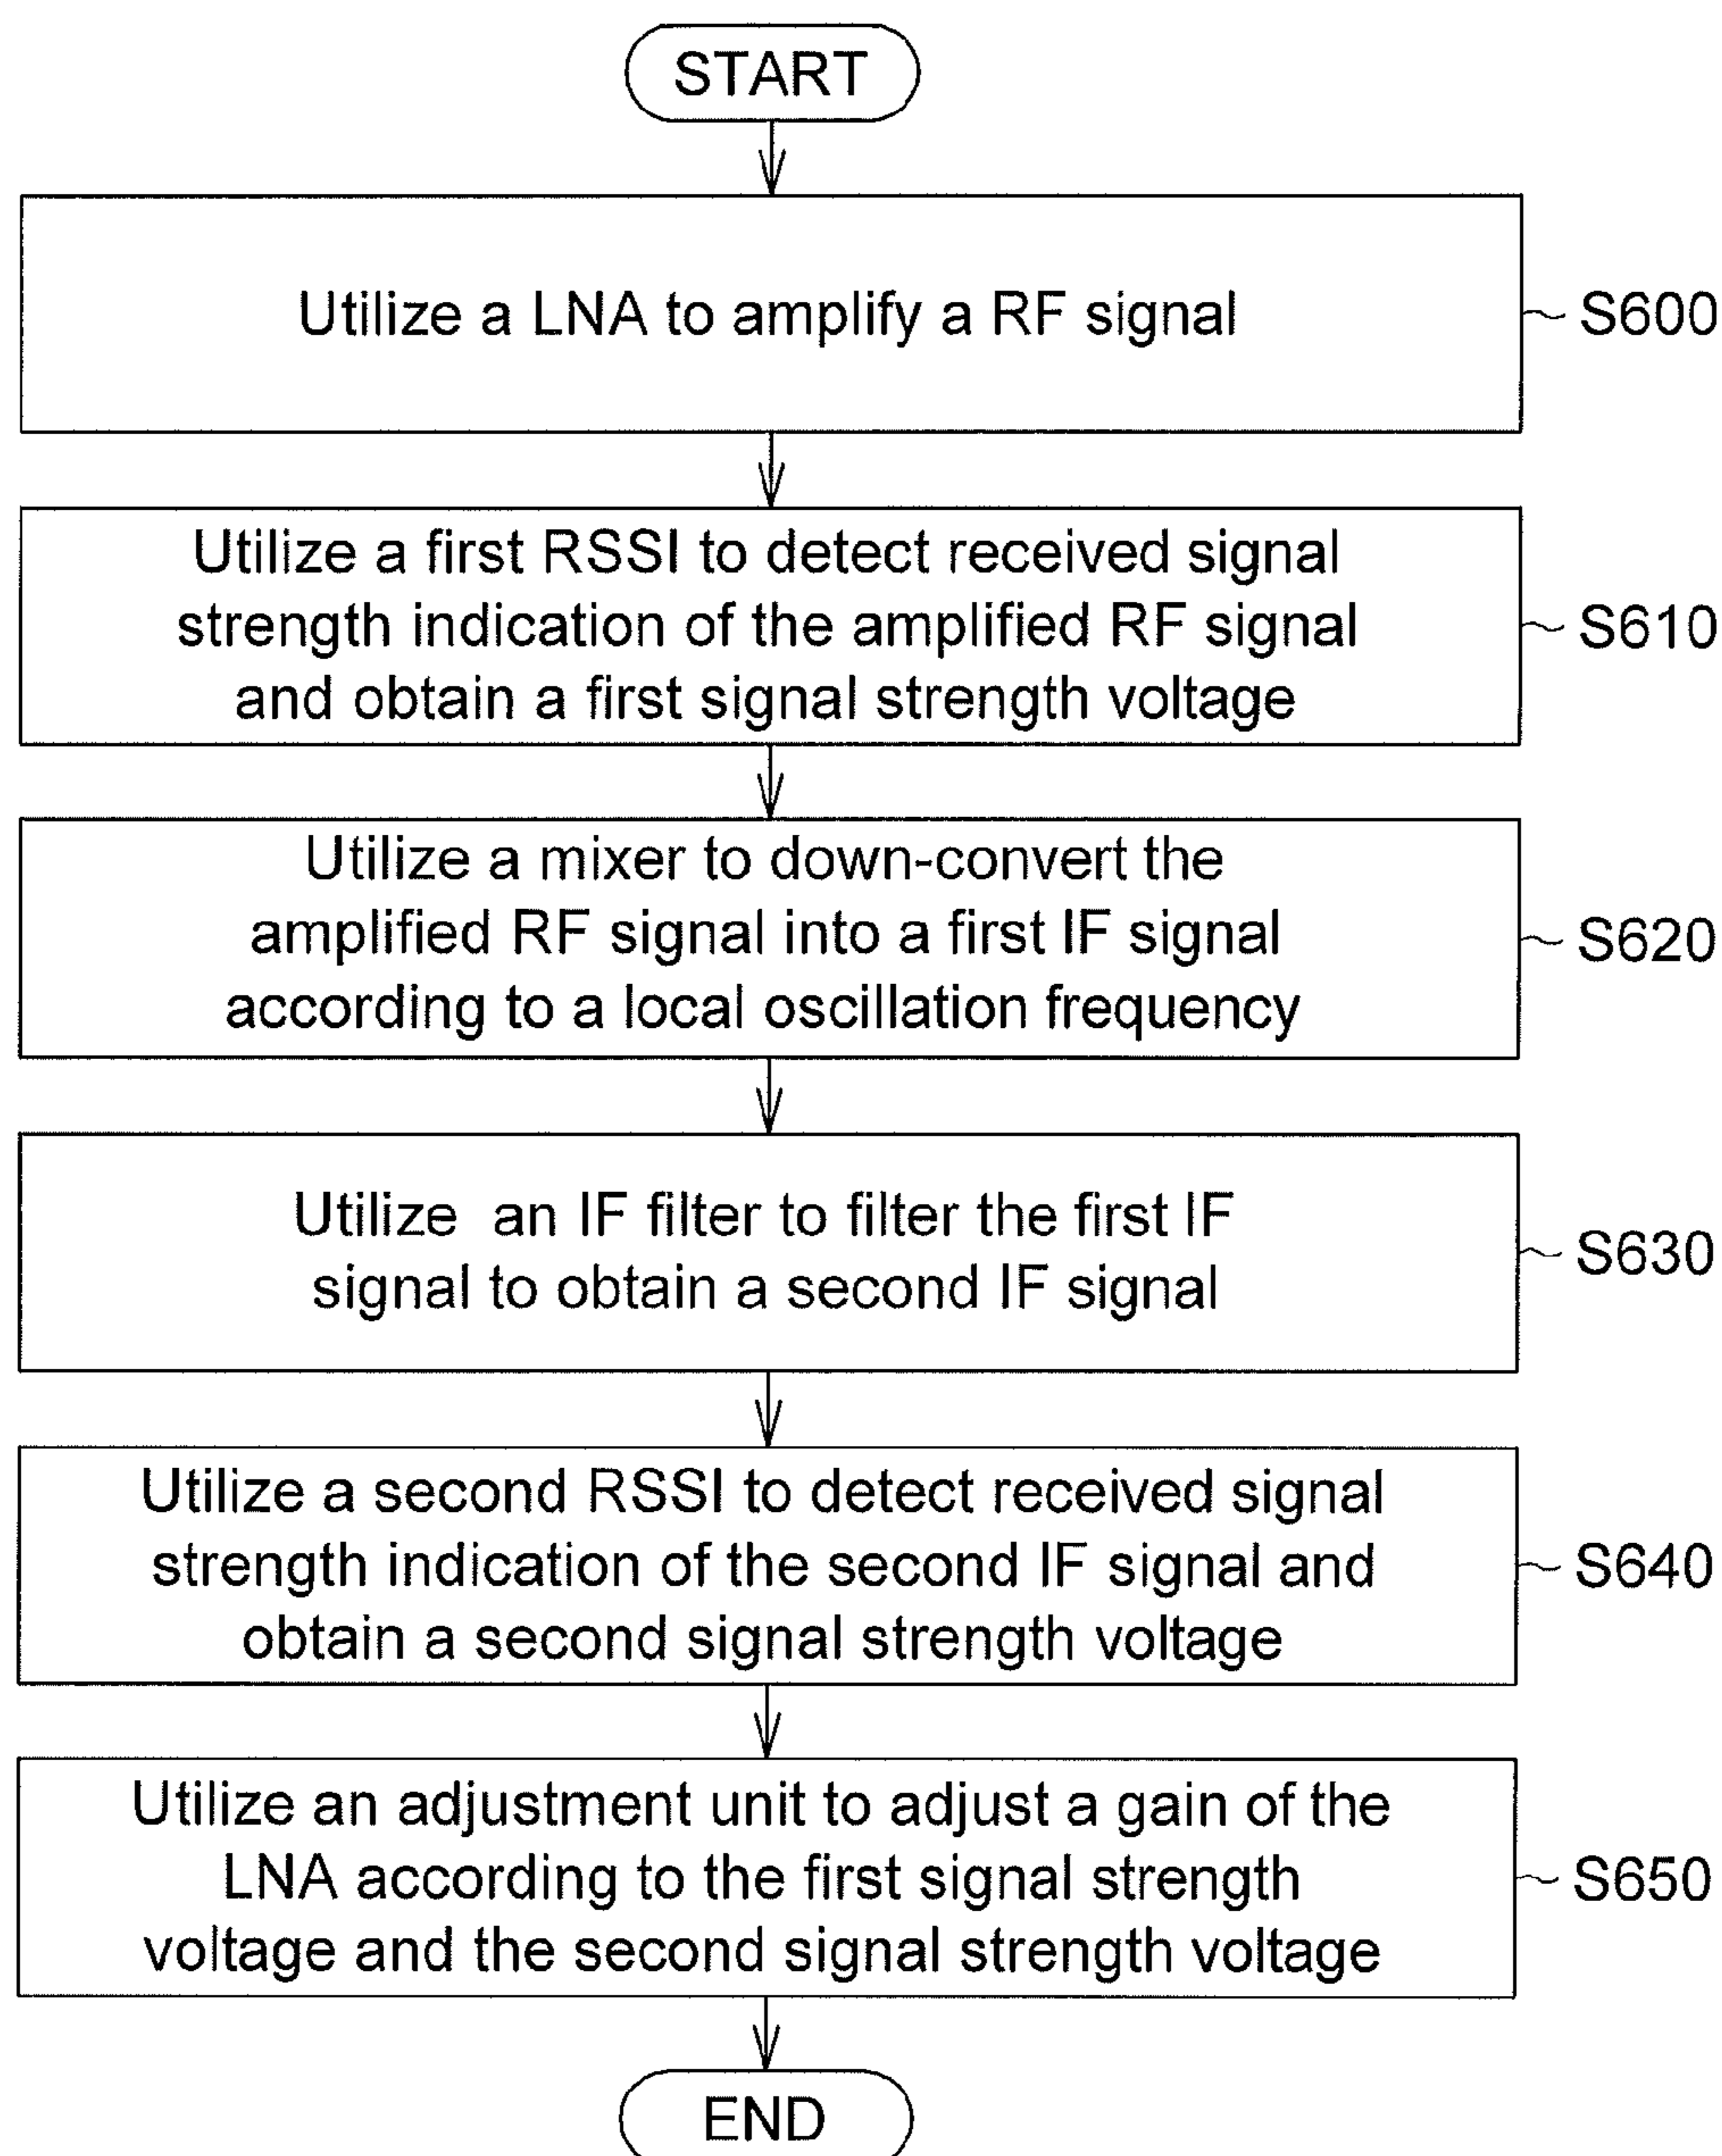 START
Utilize a LNA to amplify a RF signal
S600
Utilize a first RSSI to detect received signal
strength indication of the amplified RF signal
and obtain a first signal strength voltage
S610
Utilize a mixer to down-convert the
amplified RF signal into a first IF signal
according to a local oscillation frequency
S620
Utilize an IF filter to filter the first IF
signal to obtain a second IF signal
S630
Utilize a second RSSI to detect received signal
strength indication of the second IF signal and
obtain a second signal strength voltage
S640
Utilize an adjustment unit to adjust a gain of the
LNA according to the first signal strength
voltage and the second signal strength voltage
S650
END